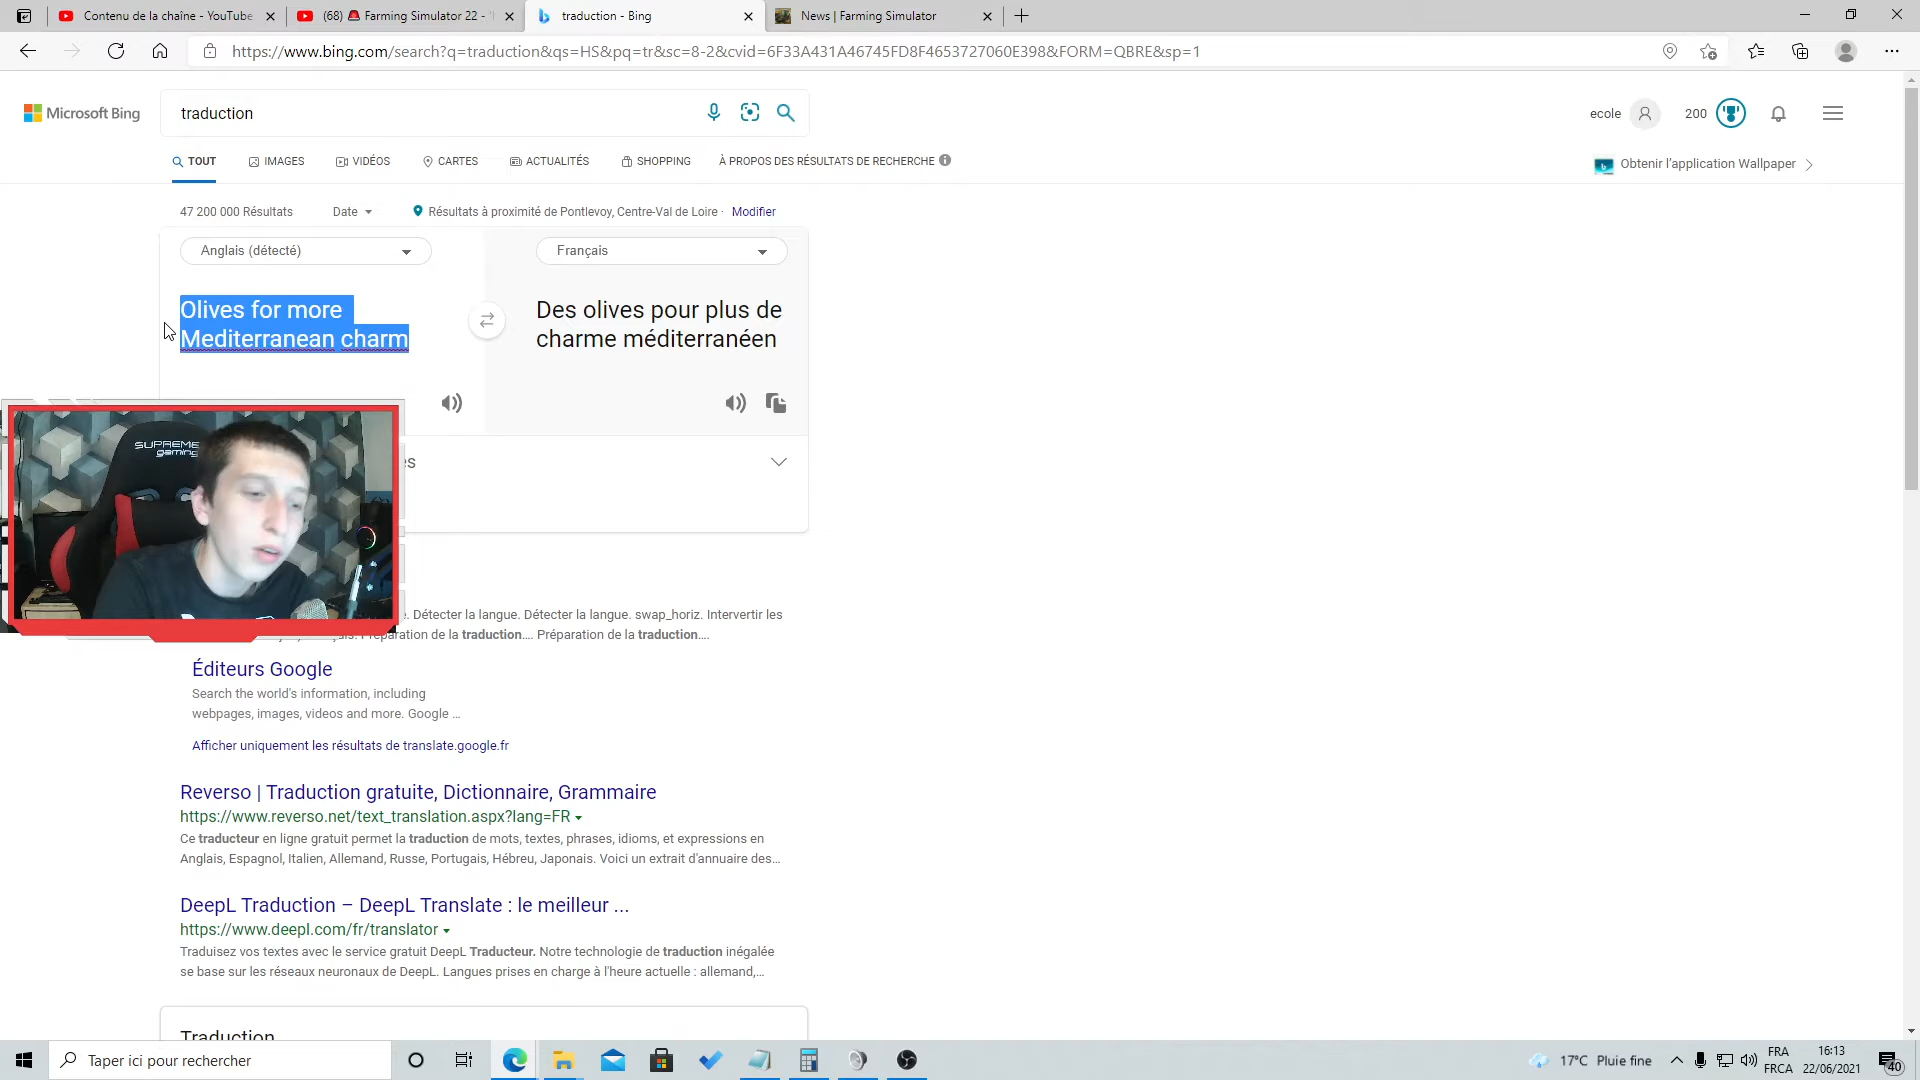 Contenu de la chaîne - YouTube
(68) 🚨 Farming Simulator 22 - '
traduction - Bing
News | Farming Simulator
https://www.bing.com/search?q=traduction&qs=HS&pq=tr&sc=8-2&cvid=6F33A431A46745FD8F4653727060E398&FORM=QBRE&sp=1
Microsoft Bing
traduction
ecole
200
TOUT
IMAGES
VIDÉOS
CARTES
ACTUALITÉS
SHOPPING
À PROPOS DES RÉSULTATS DE RECHERCHE
Obtenir l'application Wallpaper
47 200 000 Résultats
Date
Résultats à proximité de Pontlevoy, Centre-Val de Loire ·
Modifier
Anglais (détecté)
Français
Olives for more
Mediterranean charm
Des olives pour plus de
charme méditerranéen
SUPREME
gaming
. Détecter la langue. Détecter la langue. swap_horiz. Intervertir les
traduction.... Préparation de la traduction....
Éditeurs Google
Search the world's information, including
webpages, images, videos and more. Google ...
Afficher uniquement les résultats de translate.google.fr
Reverso | Traduction gratuite, Dictionnaire, Grammaire
https://www.reverso.net/text_translation.aspx?lang=FR
Ce traducteur en ligne gratuit permet la traduction de mots, textes, phrases, idioms, et expressions en
Anglais, Espagnol, Italien, Allemand, Russe, Portugais, Hébreu, Japonais. Voici un extrait d'annuaire des...
DeepL Traduction – DeepL Translate : le meilleur ...
https://www.deepl.com/fr/translator
Traduisez vos textes avec le service gratuit DeepL Traducteur. Notre technologie de traduction inégalée
se base sur les réseaux neuronaux de DeepL. Langues prises en charge à l'heure actuelle : allemand,...
Traduction
Taper ici pour rechercher
17°C Pluie fine
FRA
FRCA
16:13
22/06/2021
40